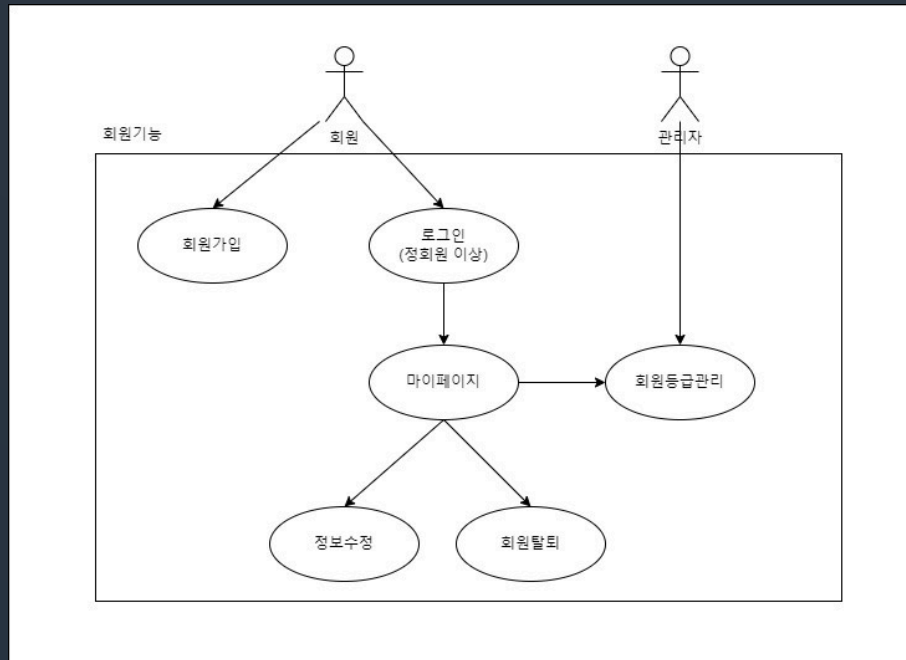 회원기능
회원
관리자
회원가입
로그인
(정회원 이상)
마이페이지
회원등급관리
정보수정
회원탈퇴